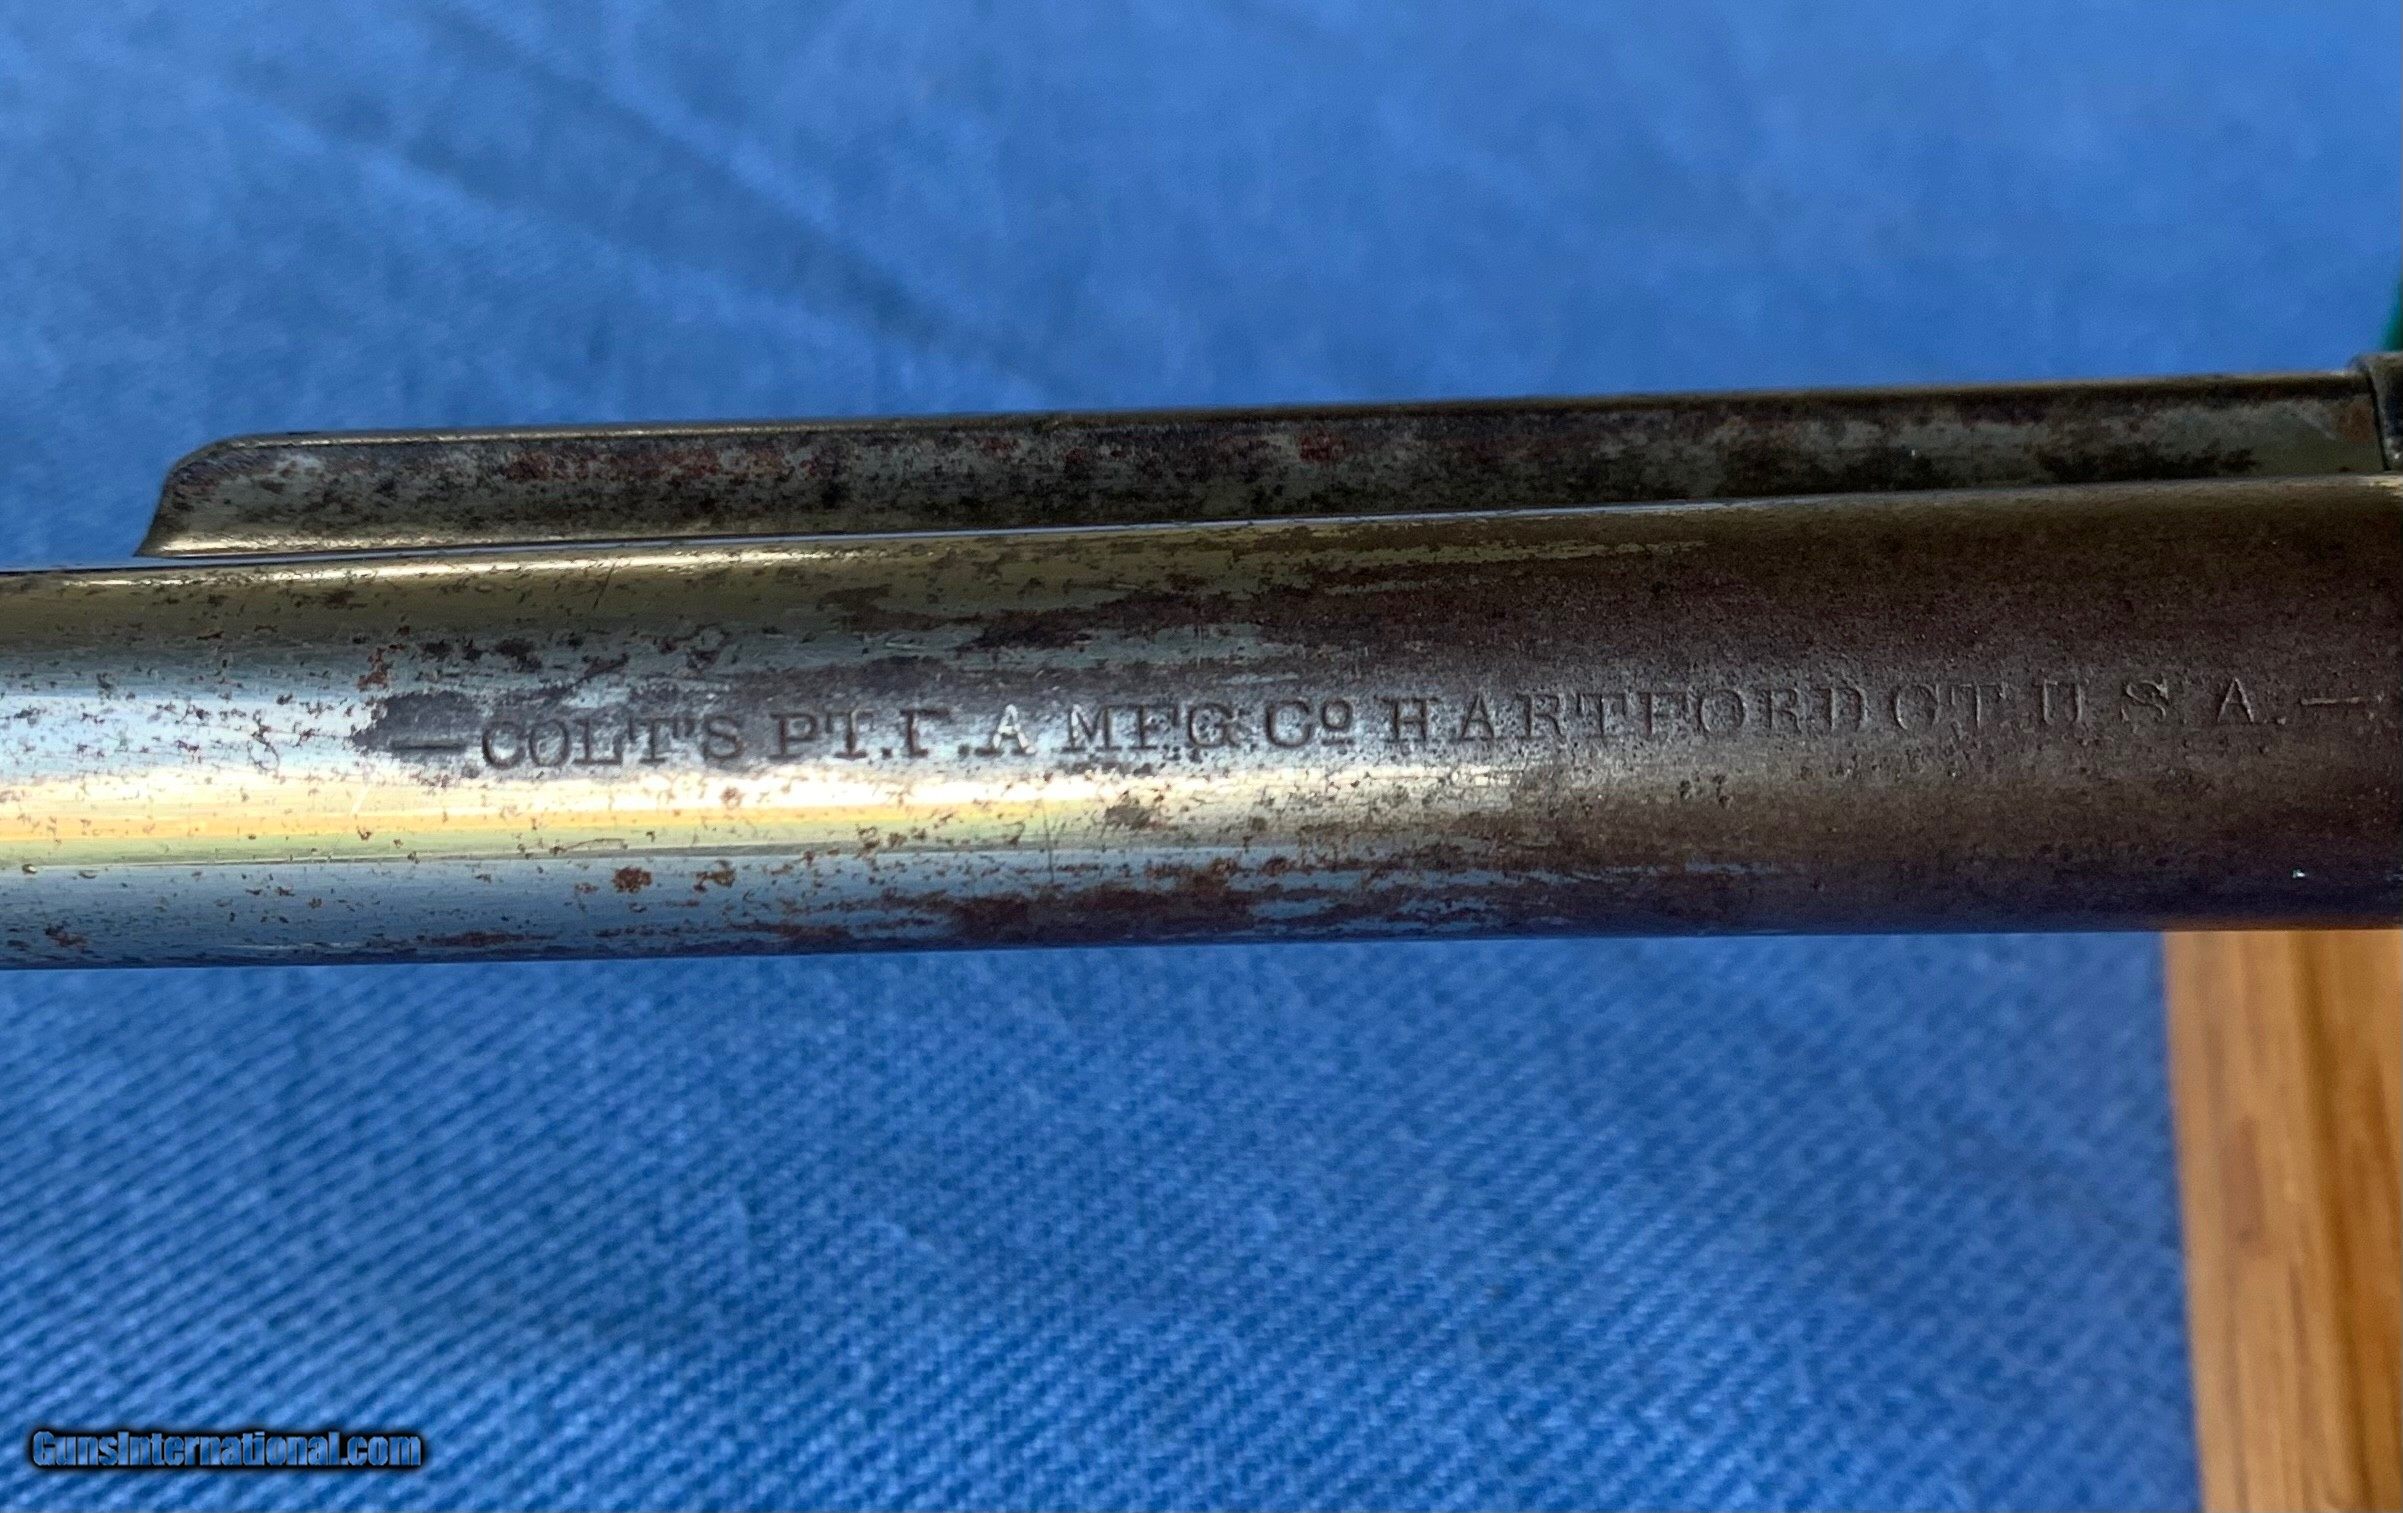 — COLT'S PT. F. A MFG. Co HARTFORD CT. U. S. A. —
GunsInternational.com